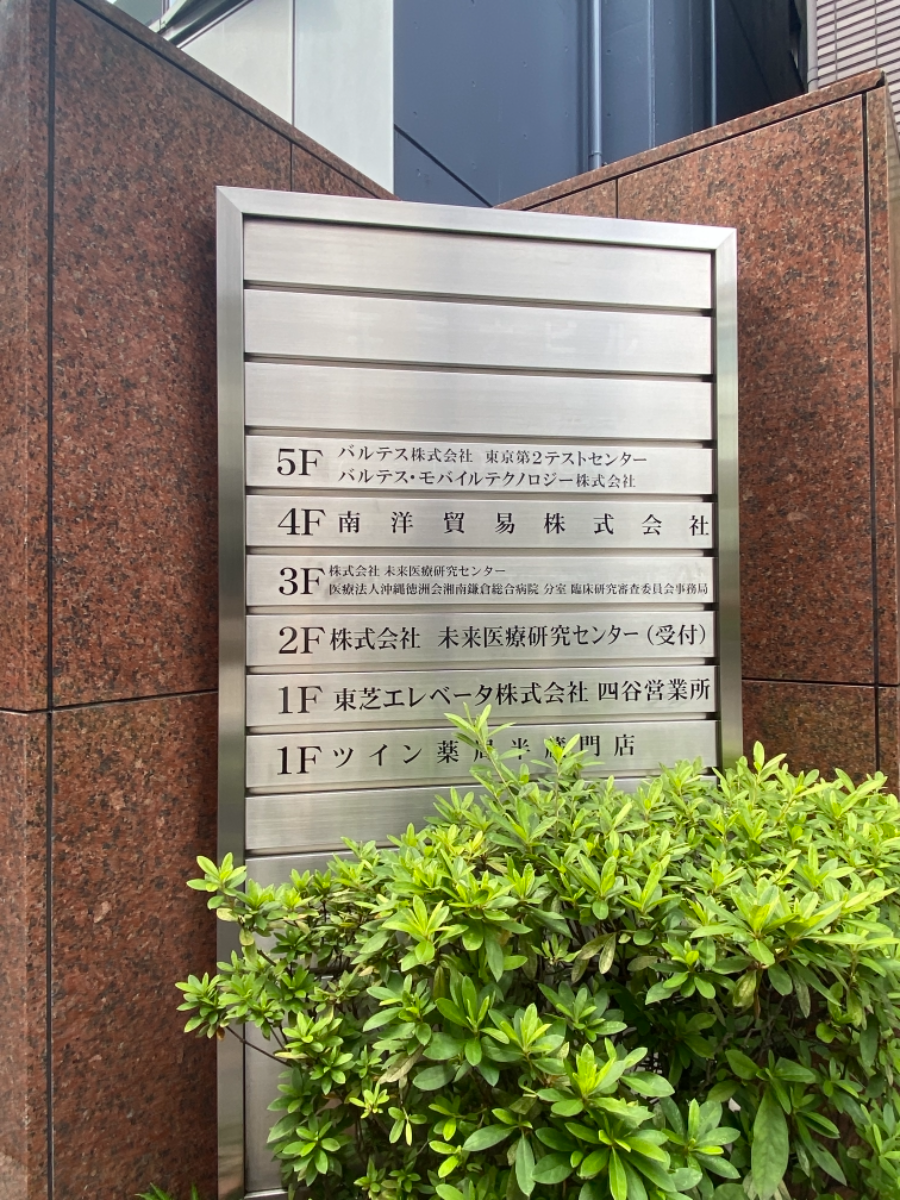 5F バルテス株式会社 東京第2テストセンター
バルテス・モバイルテクノロジー株式会社
4F 南洋貿易株式会社
3F 株式会社 未来医療研究センター
医療法人沖縄徳洲会湘南鎌倉総合病院 分室 臨床研究審査委員会事務局
2F 株式会社 未来医療研究センター（受付）
1F 東芝エレベータ株式会社 四谷営業所
1F ツイン薬局半蔵門店